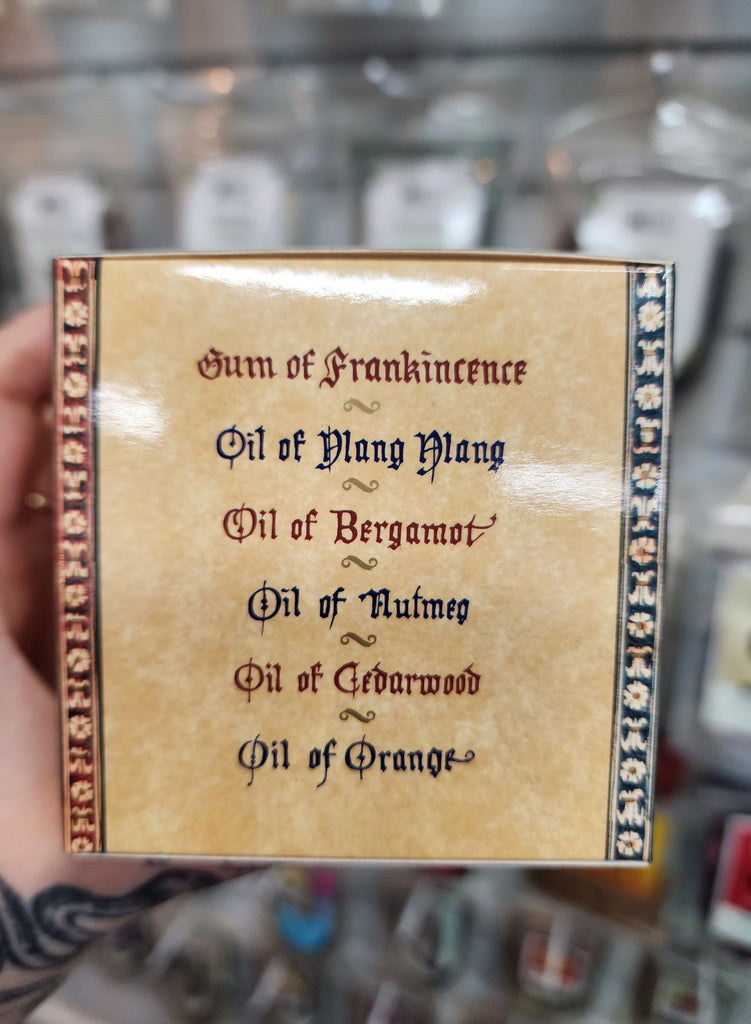 Gum of Frankincence
Oil of Ylang Ylang
Oil of Bergamot
Oil of Nutmeg
Oil of Cedarwood
Oil of Orange